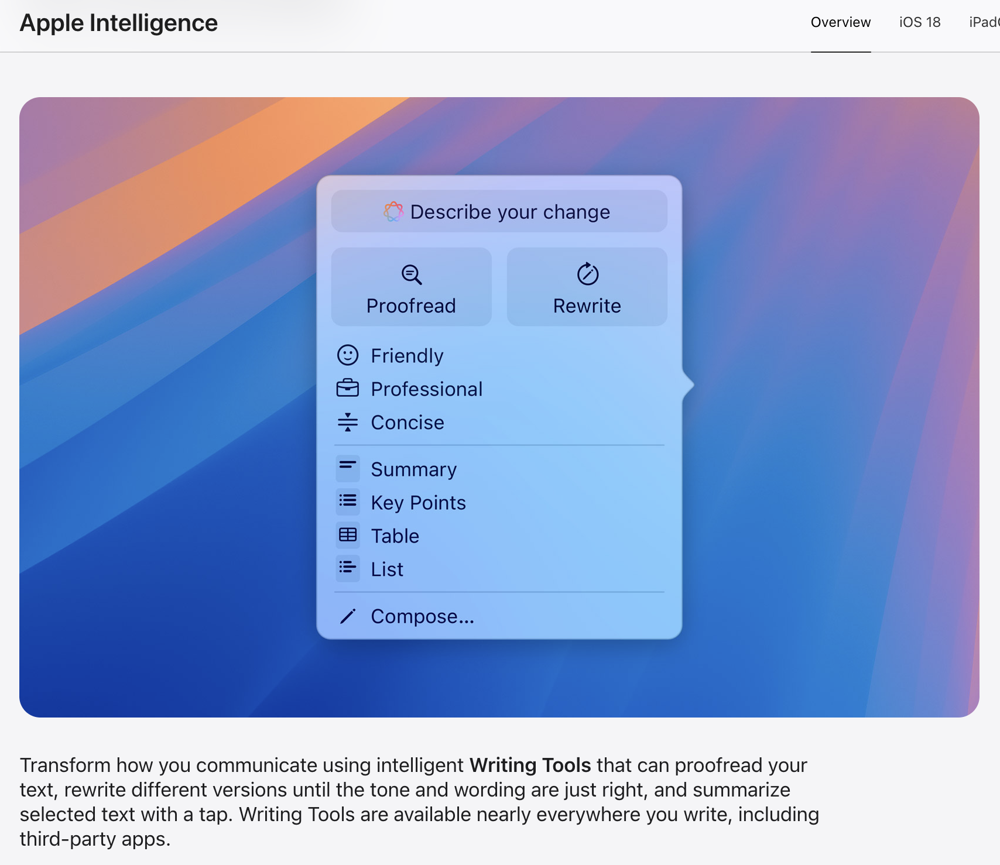 Apple Intelligence
Overview
iOS 18
Describe your change
Proofread
Rewrite
Friendly
Professional
Concise
Summary
Key Points
Table
List
Compose...
Transform how you communicate using intelligent Writing Tools that can proofread your
text, rewrite different versions until the tone and wording are just right, and summarize
selected text with a tap. Writing Tools are available nearly everywhere you write, including
third-party apps.